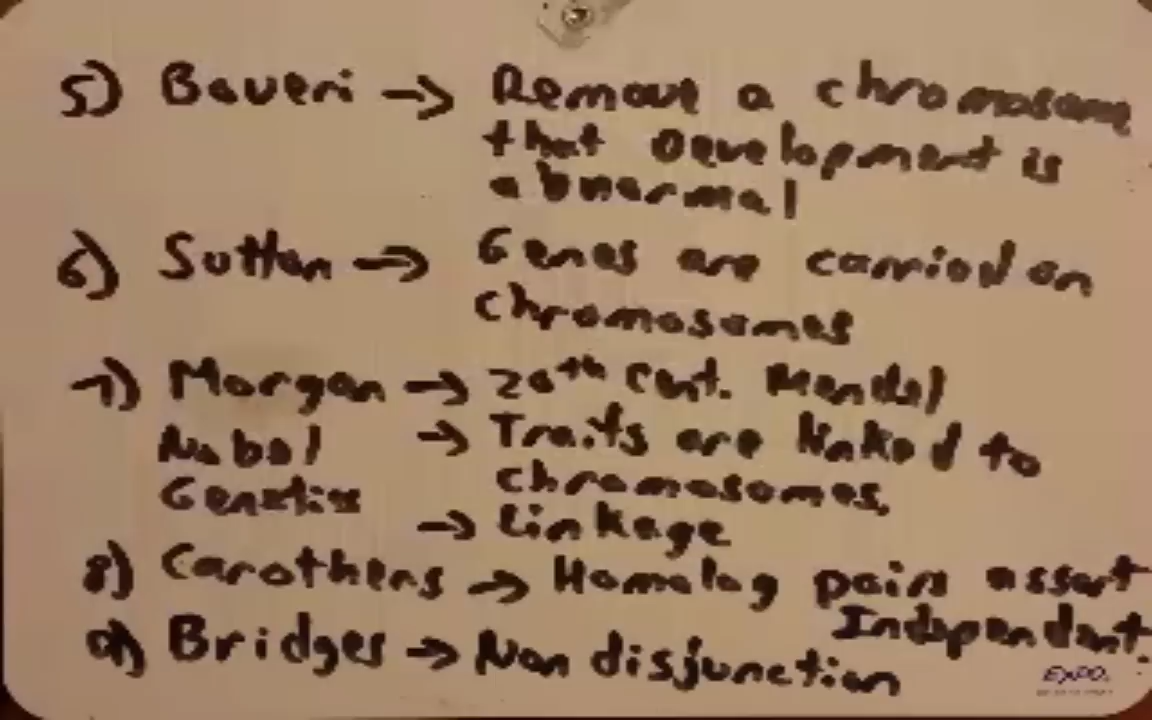 5) Boveri → Remove a chromosome
that Development is
abnormal
6) Sutton → Genes are carried on
chromosomes
7) Morgan → 20th Cent. Mendel
Nobel → Traits are linked to
Genetics chromosomes.
→ Linkage
8) Carothers → Homolog pairs assort
Independent.
9) Bridges → Non disjunction
EXPO